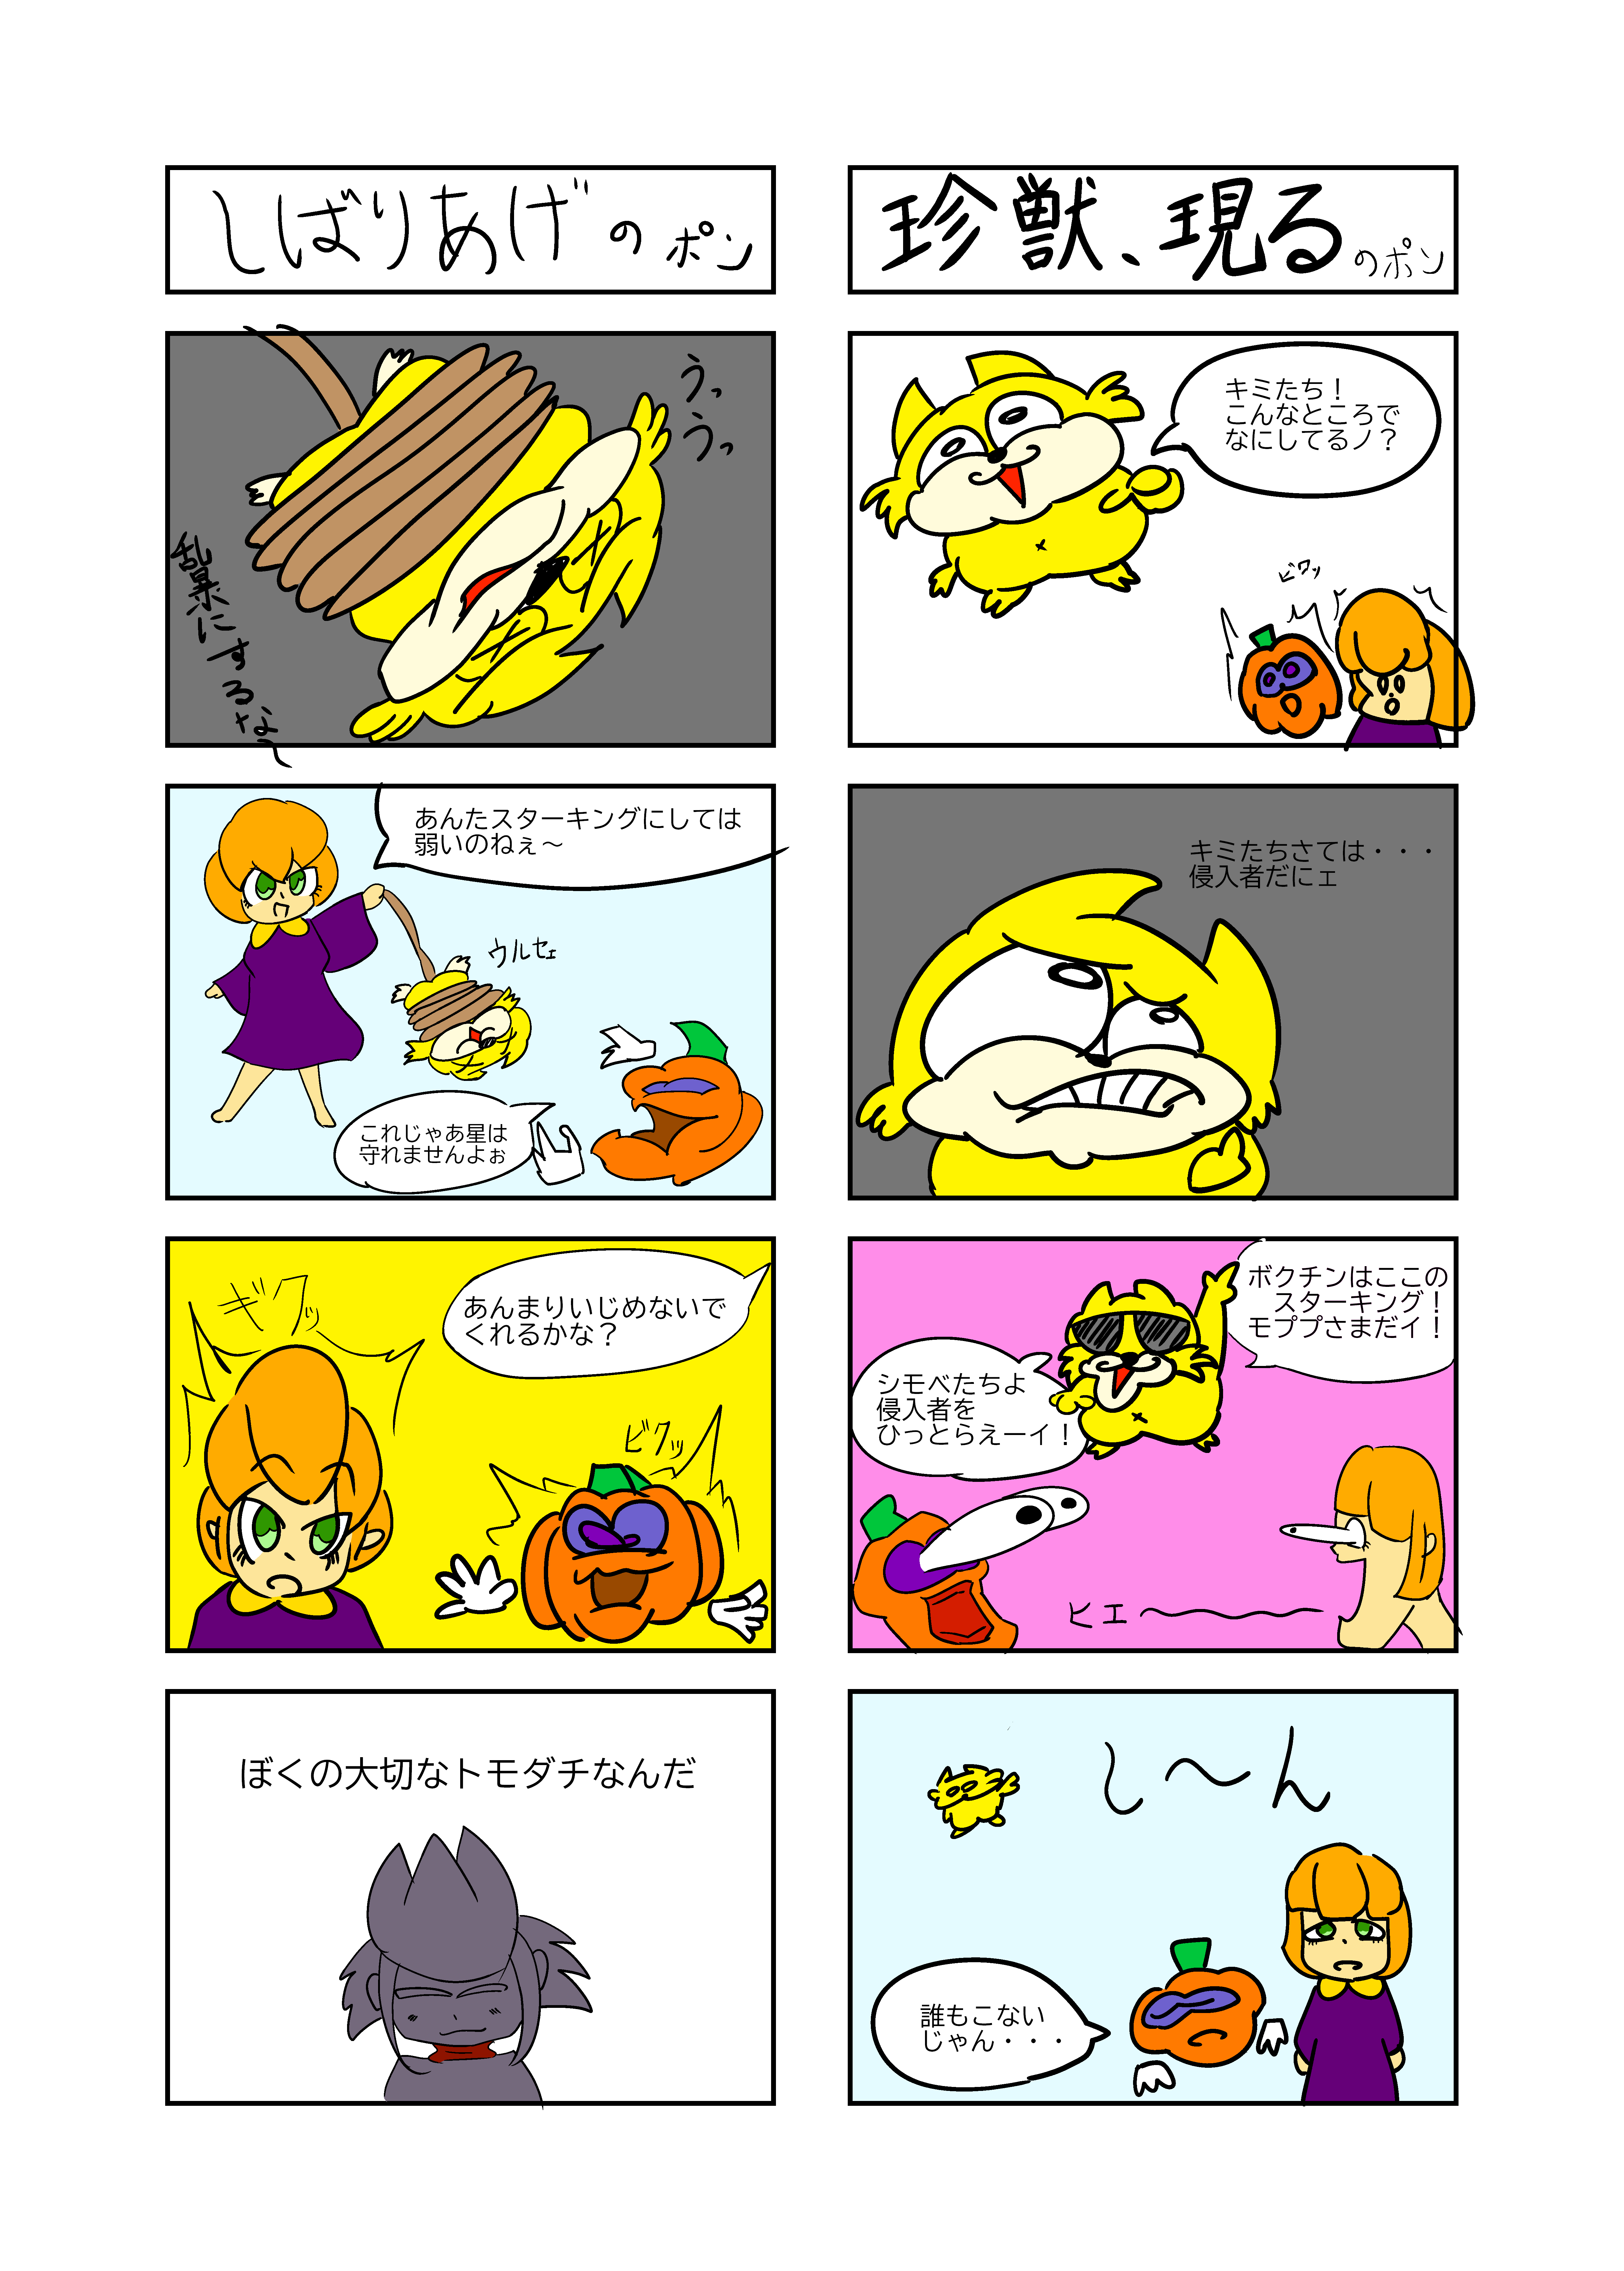 珍獣、現るのポン
キミたち！
こんなところで
なにしてるノ？
ビクッ
キミたちさては・・・
侵入者だにェ
ボクチンはここの
スターキング！
モププさまだイ！
シモベたちよ
侵入者を
ひっとらえーイ！
ヒエ〜〜〜
し〜ん
誰もこない
じゃん・・・
しばりあげのポン
うっ
うっ
乱暴にするなっ
あんたスターキングにしては
弱いのねぇ〜
ウルセェ
これじゃあ星は
守れませんよぉ
あんまりいじめないで
くれるかな？
ギクッ
ビクッ
ぼくの大切なトモダチなんだ